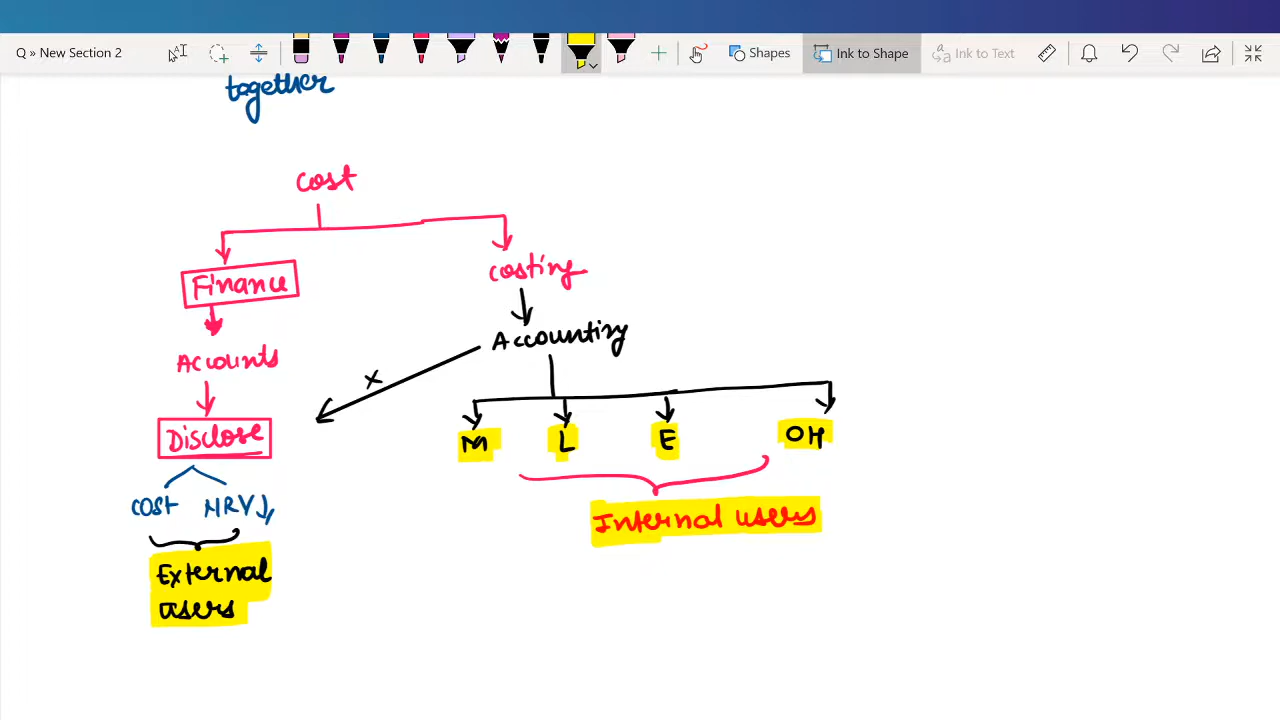 Q » New Section 2
Shapes
Ink to Shape
Ink to Text
together
Cost
Finance
costing
Accounting
Accounts
x
Disclose
M L E OH
COST NRV↓
Internal users
External
users